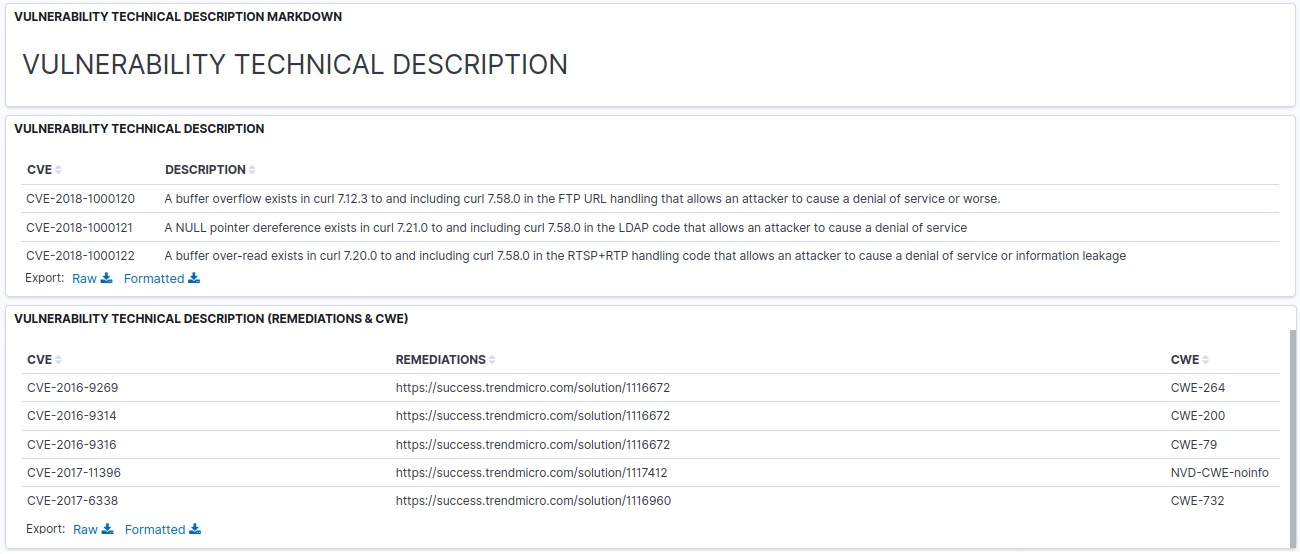 VULNERABILITY TECHNICAL DESCRIPTION MARKDOWN
VULNERABILITY TECHNICAL DESCRIPTION
VULNERABILITY TECHNICAL DESCRIPTION
CVE DESCRIPTION
CVE-2018-1000120 A buffer overflow exists in curl 7.12.3 to and including curl 7.58.0 in the FTP URL handling that allows an attacker to cause a denial of service or worse.
CVE-2018-1000121 A NULL pointer dereference exists in curl 7.21.0 to and including curl 7.58.0 in the LDAP code that allows an attacker to cause a denial of service
CVE-2018-1000122 A buffer over-read exists in curl 7.20.0 to and including curl 7.58.0 in the RTSP+RTP handling code that allows an attacker to cause a denial of service or information leakage
Export: Raw Formatted
VULNERABILITY TECHNICAL DESCRIPTION (REMEDIATIONS & CWE)
CVE REMEDIATIONS CWE
CVE-2016-9269 https://success.trendmicro.com/solution/1116672 CWE-264
CVE-2016-9314 https://success.trendmicro.com/solution/1116672 CWE-200
CVE-2016-9316 https://success.trendmicro.com/solution/1116672 CWE-79
CVE-2017-11396 https://success.trendmicro.com/solution/1117412 NVD-CWE-noinfo
CVE-2017-6338 https://success.trendmicro.com/solution/1116960 CWE-732
Export: Raw Formatted